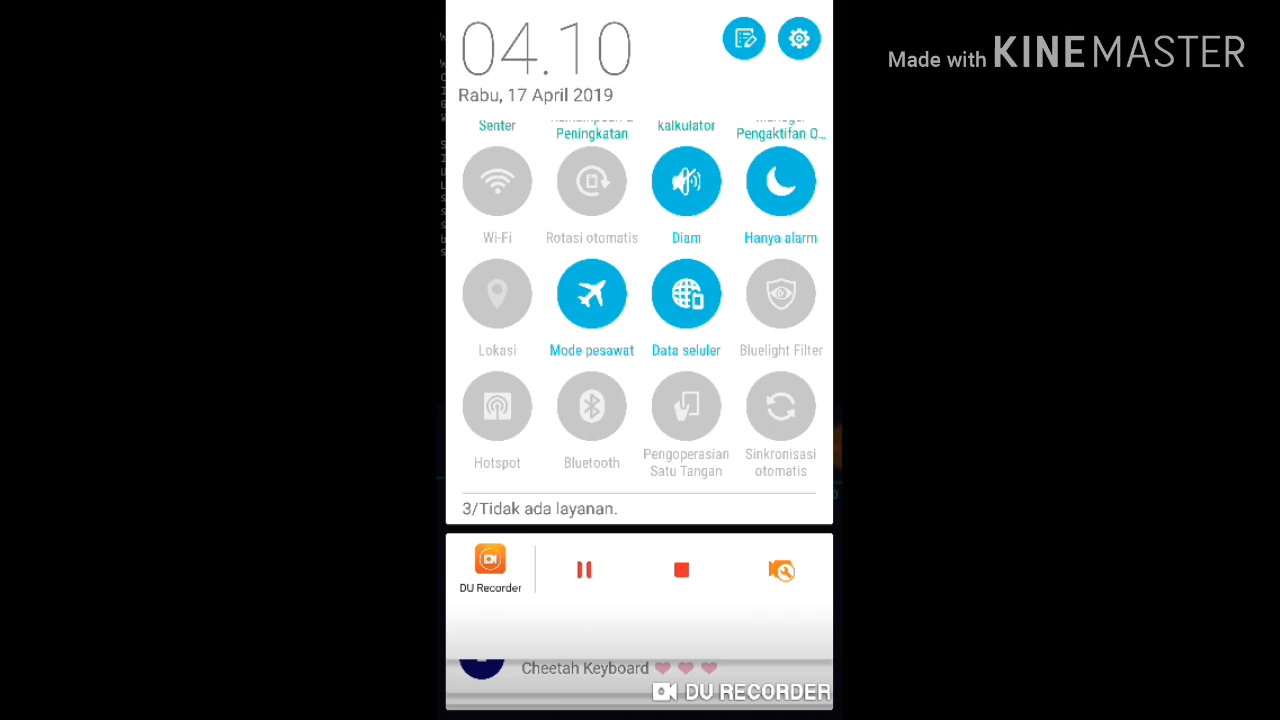 04.10
Made with KINEMASTER
Rabu, 17 April 2019
Senter
Peningkatan
kalkulator
Pengaktifan O...
Wi-Fi
Rotasi otomatis
Diam
Hanya alarm
Lokasi
Mode pesawat
Data seluler
Bluelight Filter
Hotspot
Bluetooth
Pengoperasian
Satu Tangan
Sinkronisasi
otomatis
3/Tidak ada layanan.
DU Recorder
Cheetah Keyboard
DU RECORDER